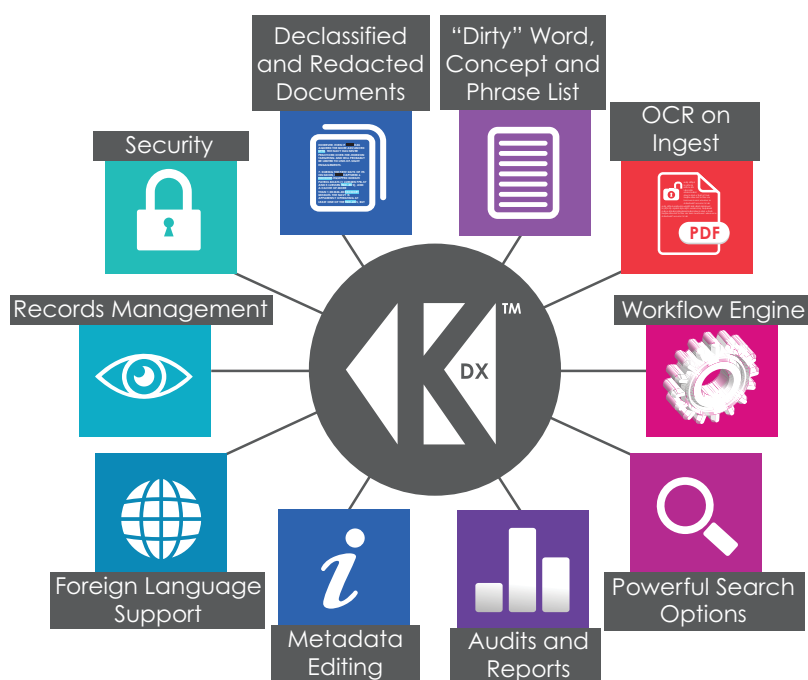 Declassified
and Redacted
Documents
“Dirty” Word,
Concept and
Phrase List
OCR on
Ingest
Security
PDF
Records Management
TM
Workflow Engine
K
DX
Foreign Language
Support
i
Powerful Search
Options
Metadata
Editing
Audits and
Reports